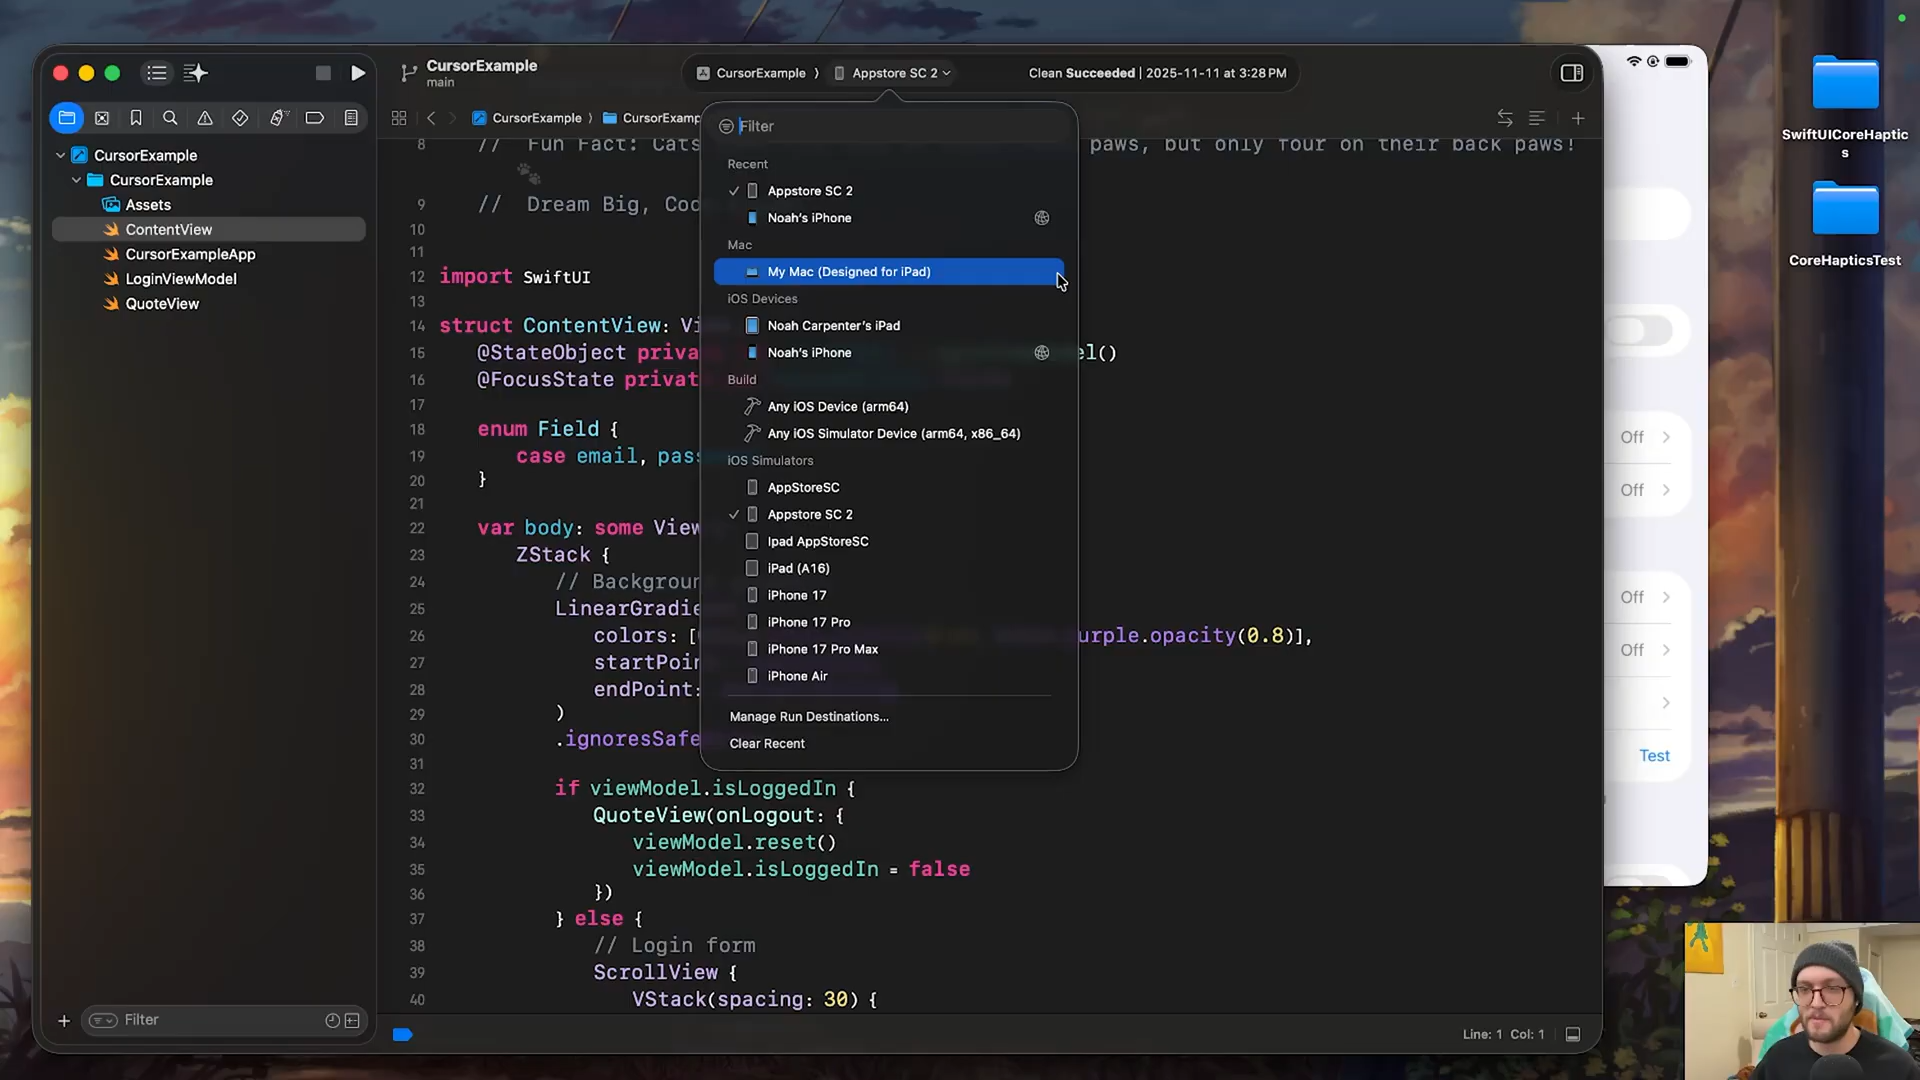 CursorExample
main
CursorExample
Appstore SC 2
Clean Succeeded | 2025-11-11 at 3:28 PM
CursorExample
CursorExample
Assets
ContentView
CursorExampleApp
LoginViewModel
QuoteView
Filter
CursorExample
CursorExamp
8 // Fun Fact: Cats paws, but only four on their back paws!
9 // Dream Big, Cod
10
11
12 import SwiftUI
13
14 struct ContentView: Vi
15 @StateObject priva el()
16 @FocusState privat
17
18 enum Field {
19 case email, pass
20 }
21
22 var body: some View
23 ZStack {
24 // Backgroun
25 LinearGradie
26 colors: [ urple.opacity(0.8)],
27 startPoin
28 endPoint:
29 )
30 .ignoresSafe
31
32 if viewModel.isLoggedIn {
33 QuoteView(onLogout: {
34 viewModel.reset()
35 viewModel.isLoggedIn = false
36 })
37 } else {
38 // Login form
39 ScrollView {
40 VStack(spacing: 30) {
Line: 1 Col: 1
Filter
Recent
Appstore SC 2
Noah's iPhone
Mac
My Mac (Designed for iPad)
iOS Devices
Noah Carpenter's iPad
Noah's iPhone
Build
Any iOS Device (arm64)
Any iOS Simulator Device (arm64, x86_64)
iOS Simulators
AppStoreSC
Appstore SC 2
Ipad AppStoreSC
iPad (A16)
iPhone 17
iPhone 17 Pro
iPhone 17 Pro Max
iPhone Air
Manage Run Destinations...
Clear Recent
Off
Off
Off
Off
Test
SwiftUICoreHaptic
s
CoreHapticsTest